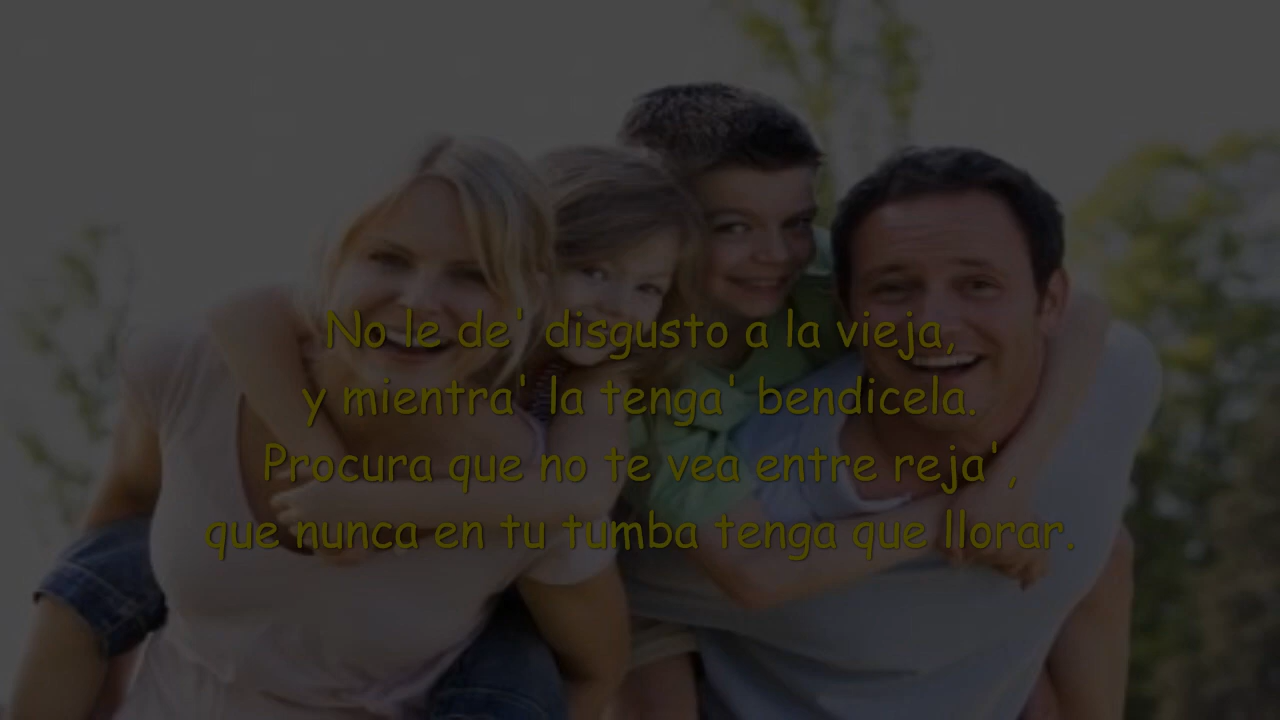 No le de' disgusto a la vieja,
y mientra' la tenga' bendicela.
Procura que no te vea entre reja',
que nunca en tu tumba tenga que llorar.